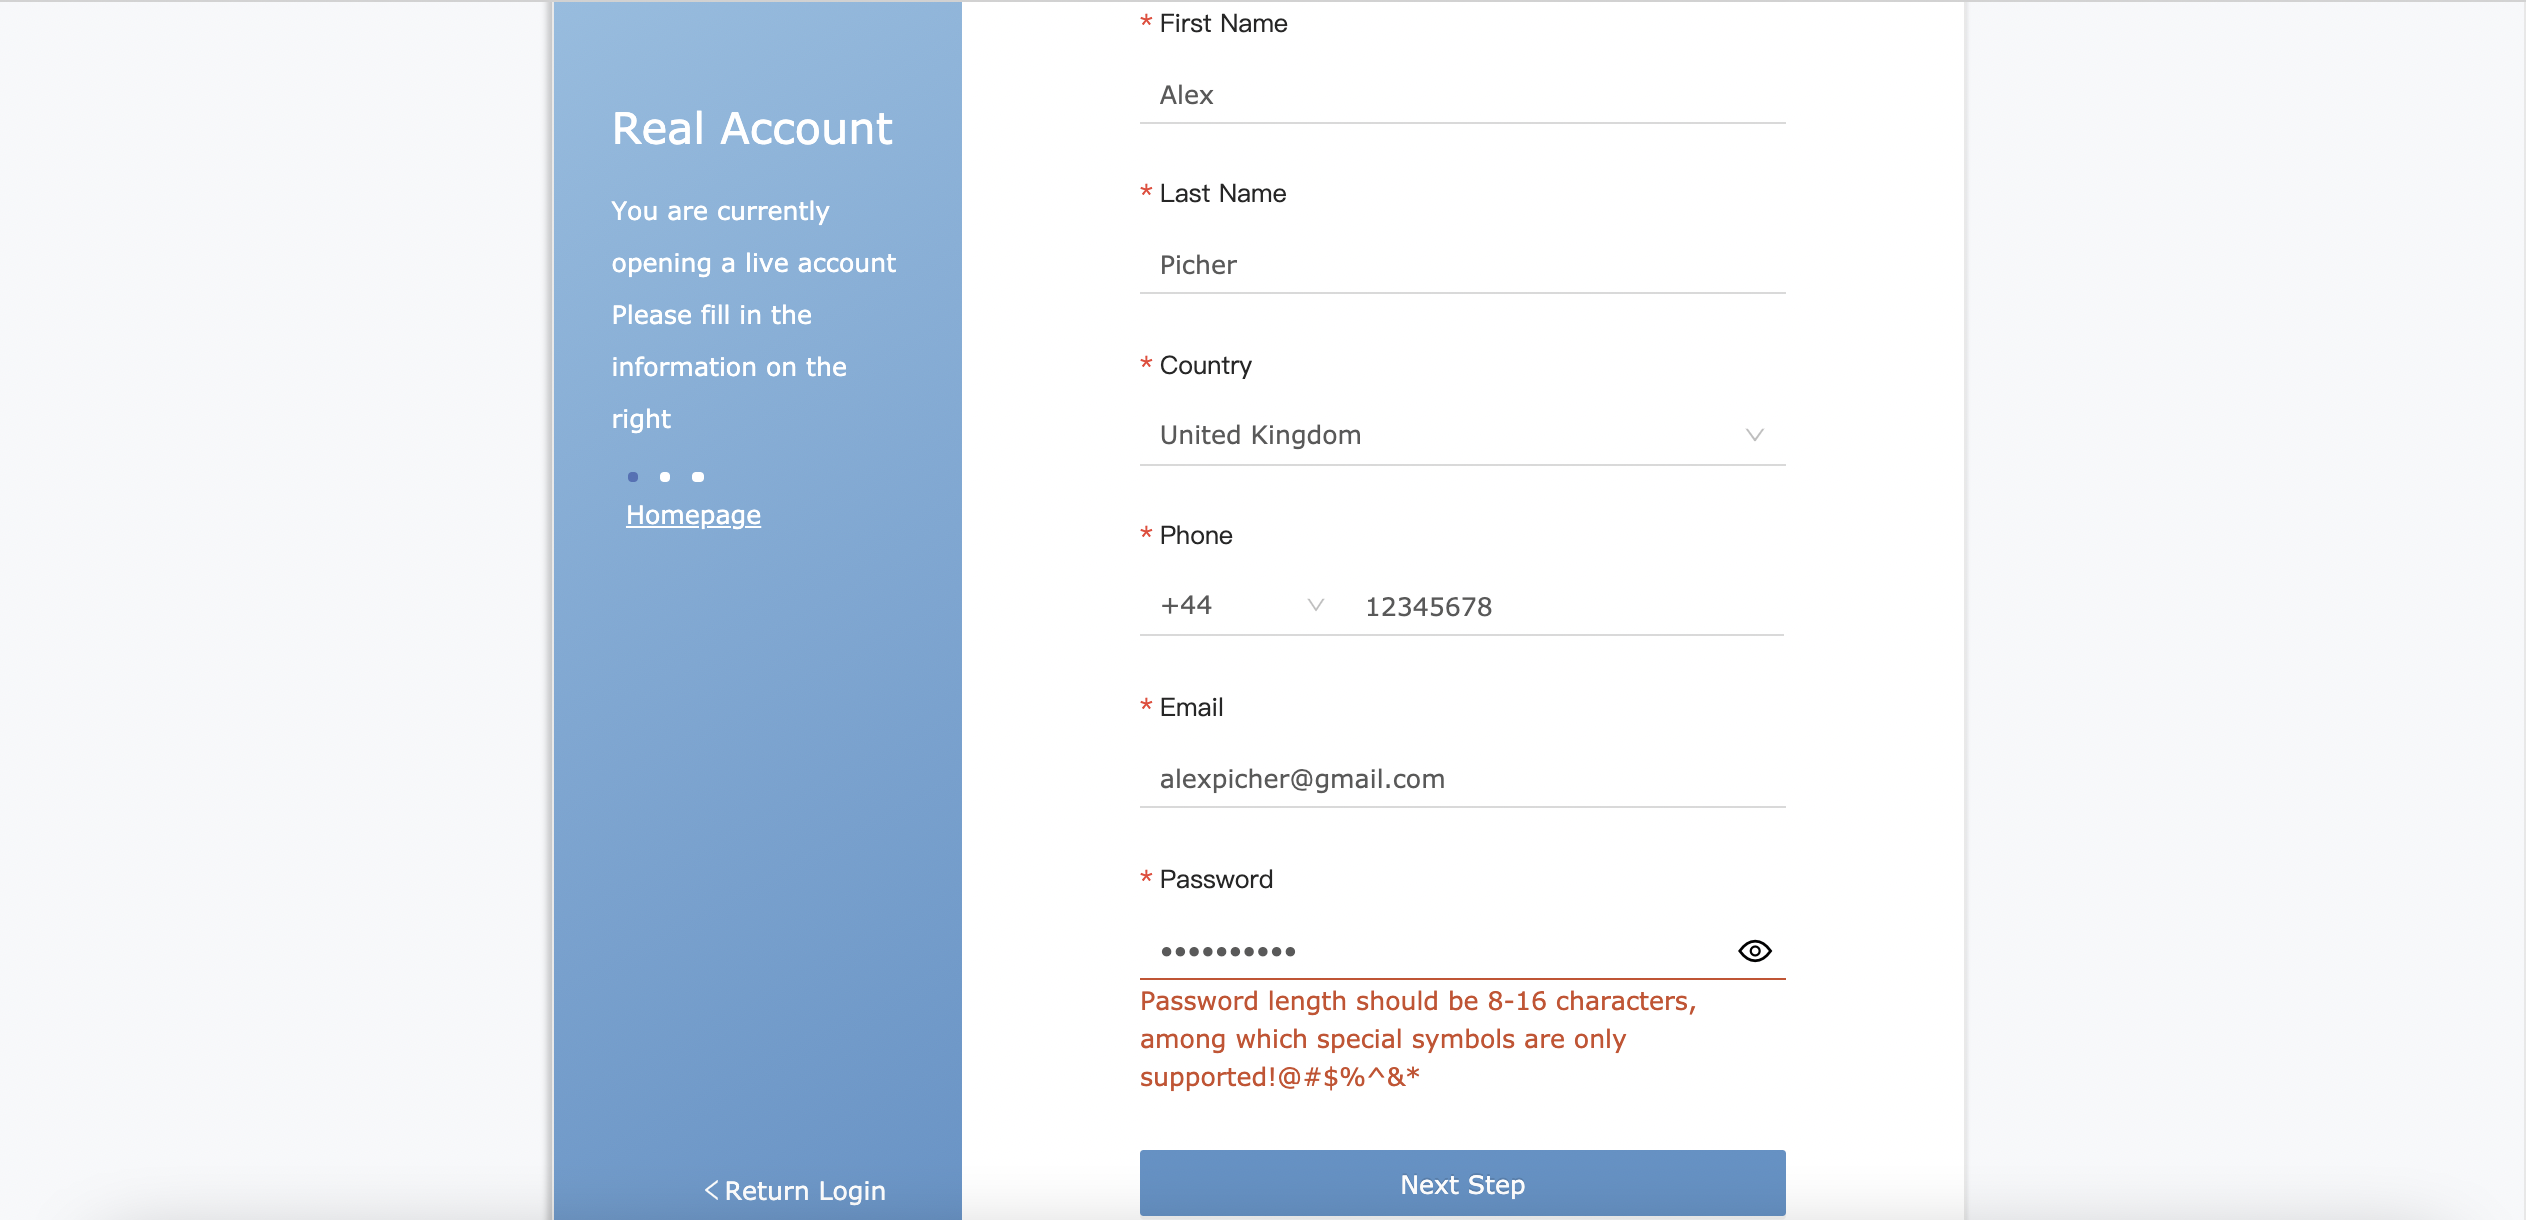 Real Account
You are currently
opening a live account
Please fill in the
information on the
right
Homepage
< Return Login
* First Name
Alex
* Last Name
Picher
* Country
United Kingdom
* Phone
+44 12345678
* Email
alexpicher@gmail.com
* Password
••••••••••
Password length should be 8-16 characters,
among which special symbols are only
supported!@#$%^&*
Next Step